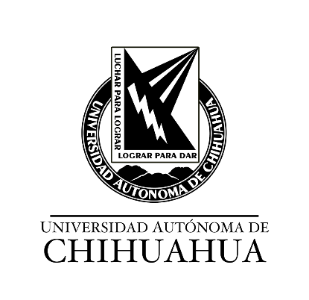 LUCHAR PARA LOGRAR
LOGRAR PARA DAR
UNIVERSIDAD AUTONOMA DE CHIHUAHUA
UNIVERSIDAD AUTÓNOMA DE
CHIHUAHUA